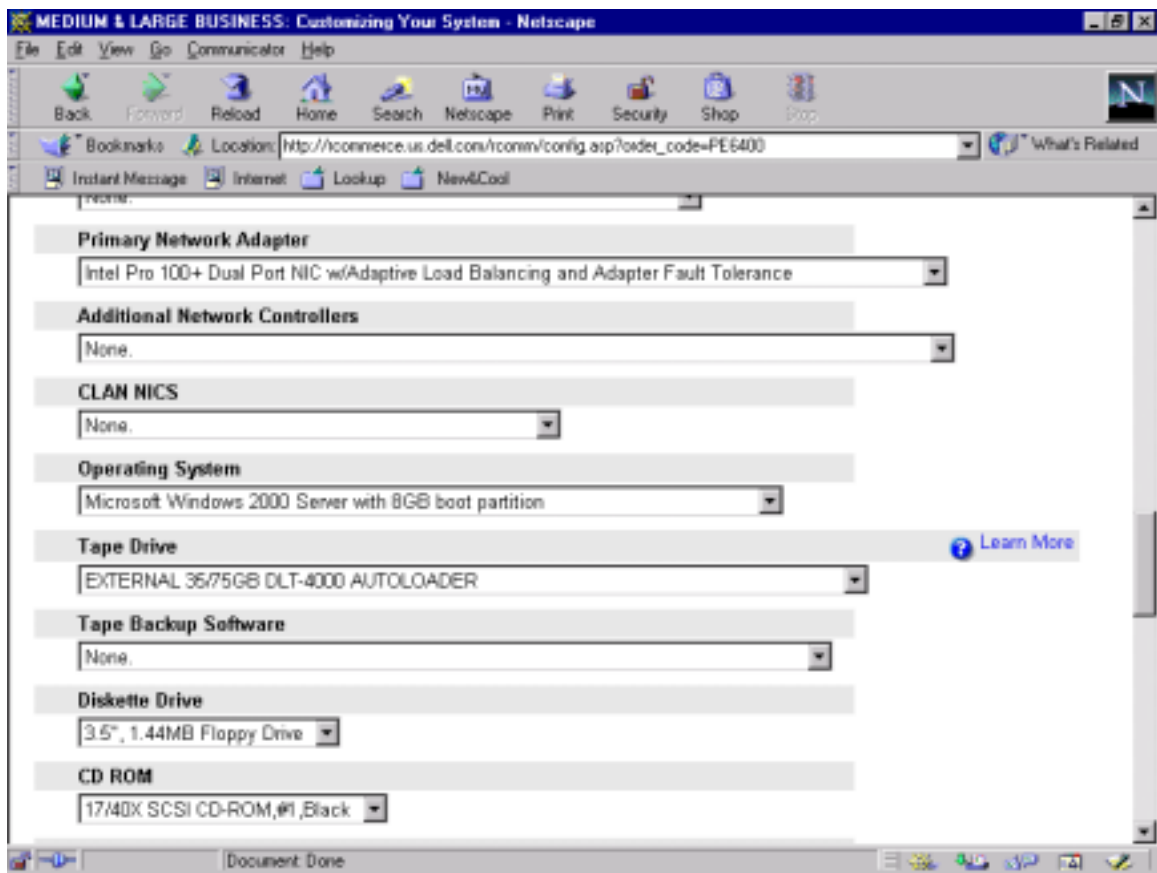 MEDIUM & LARGE BUSINESS: Customizing Your System - Netscape
File Edit View Go Communicator Help
Back Forward Reload Home Search Netscape Print Security Shop Stop
Bookmarks Location: http://rcommerce.us.dell.com/rcomm/config.asp?order_code=PE6400 What's Related
Instant Message Internet Lookup New&Cool
None.
Primary Network Adapter
Intel Pro 100+ Dual Port NIC w/Adaptive Load Balancing and Adapter Fault Tolerance
Additional Network Controllers
None.
CLAN NICS
None.
Operating System
Microsoft Windows 2000 Server with 8GB boot partition
Tape Drive Learn More
EXTERNAL 35/75GB DLT-4000 AUTOLOADER
Tape Backup Software
None.
Diskette Drive
3.5", 1.44MB Floppy Drive
CD ROM
17/40X SCSI CD-ROM,#1,Black
Document: Done